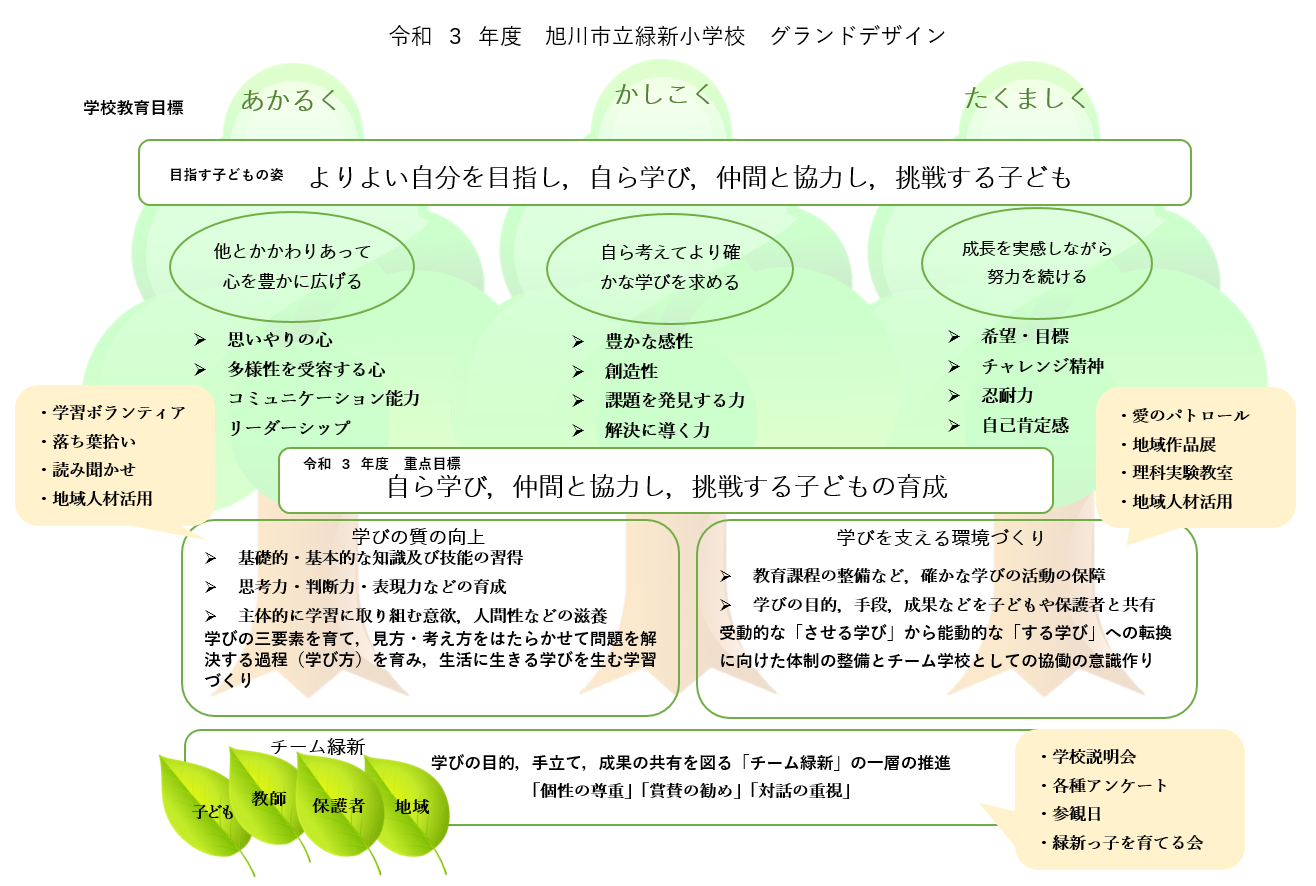 令和 3 年度 旭川市立緑新小学校 グランドデザイン
学校教育目標
あかるく
かしこく
たくましく
目指す子どもの姿 よりよい自分を目指し，自ら学び，仲間と協力し，挑戦する子ども
他とかかわりあって
心を豊かに広げる
自ら考えてより確
かな学びを求める
成長を実感しながら
努力を続ける
➢ 思いやりの心
➢ 多様性を受容する心
コミュニケーション能力
リーダーシップ
➢ 豊かな感性
➢ 創造性
➢ 課題を発見する力
➢ 解決に導く力
➢ 希望・目標
➢ チャレンジ精神
➢ 忍耐力
➢ 自己肯定感
・学習ボランティア
・落ち葉拾い
・読み聞かせ
・地域人材活用
・愛のパトロール
・地域作品展
・理科実験教室
・地域人材活用
令和 3 年度 重点目標
自ら学び，仲間と協力し，挑戦する子どもの育成
学びの質の向上
➢ 基礎的・基本的な知識及び技能の習得
➢ 思考力・判断力・表現力などの育成
➢ 主体的に学習に取り組む意欲，人間性などの滋養
学びの三要素を育て，見方・考え方をはたらかせて問題を解
決する過程（学び方）を育み，生活に生きる学びを生む学習
づくり
学びを支える環境づくり
➢ 教育課程の整備など，確かな学びの活動の保障
➢ 学びの目的，手段，成果などを子どもや保護者と共有
受動的な「させる学び」から能動的な「する学び」への転換
に向けた体制の整備とチーム学校としての協働の意識作り
チーム緑新
学びの目的，手立て，成果の共有を図る「チーム緑新」の一層の推進
「個性の尊重」「賞賛の勧め」「対話の重視」
子ども
教師
保護者
地域
・学校説明会
・各種アンケート
・参観日
・緑新っ子を育てる会